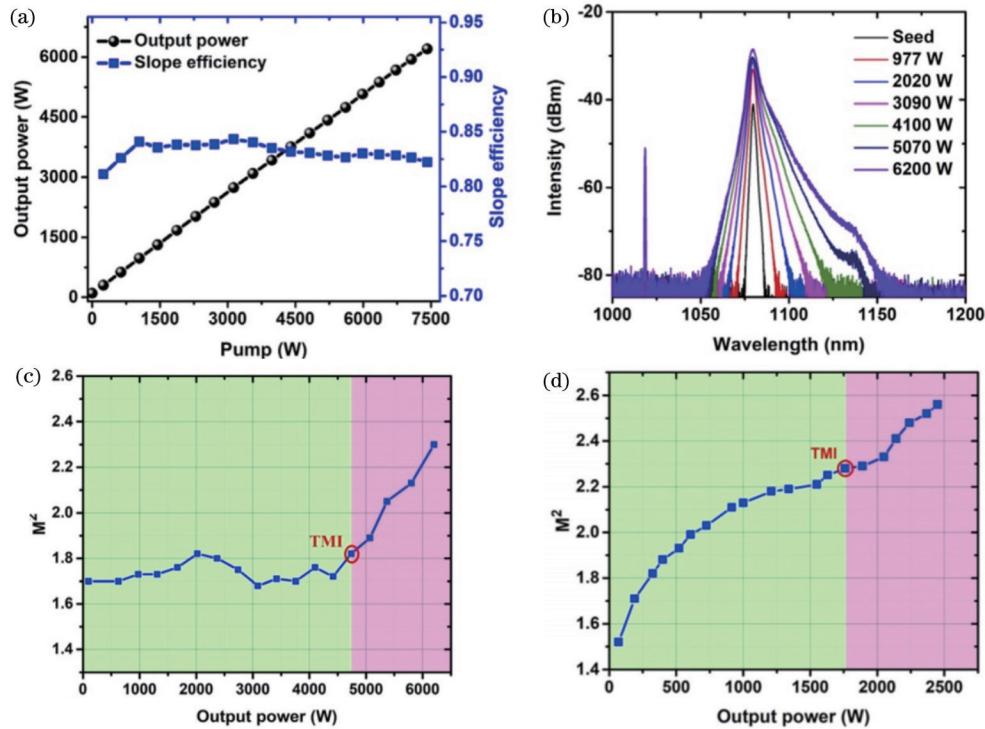 (a)
Output power
Slope efficiency
Output power (W)
6000
4500
3000
1500
0
0.95
0.90
0.85
0.80
0.75
0.70
Slope efficiency
0 1500 3000 4500 6000 7500
Pump (W)
(b)
Seed
977 W
2020 W
3090 W
4100 W
5070 W
6200 W
Intensity (dBm)
-20
-40
-60
-80
1000 1050 1100 1150 1200
Wavelength (nm)
(c)
M²
2.6
2.4
2.2
2.0
1.8
1.6
1.4
TMI
0 1000 2000 3000 4000 5000 6000
Output power (W)
(d)
M²
2.6
2.4
2.2
2.0
1.8
1.6
1.4
TMI
0 500 1000 1500 2000 2500
Output power (W)